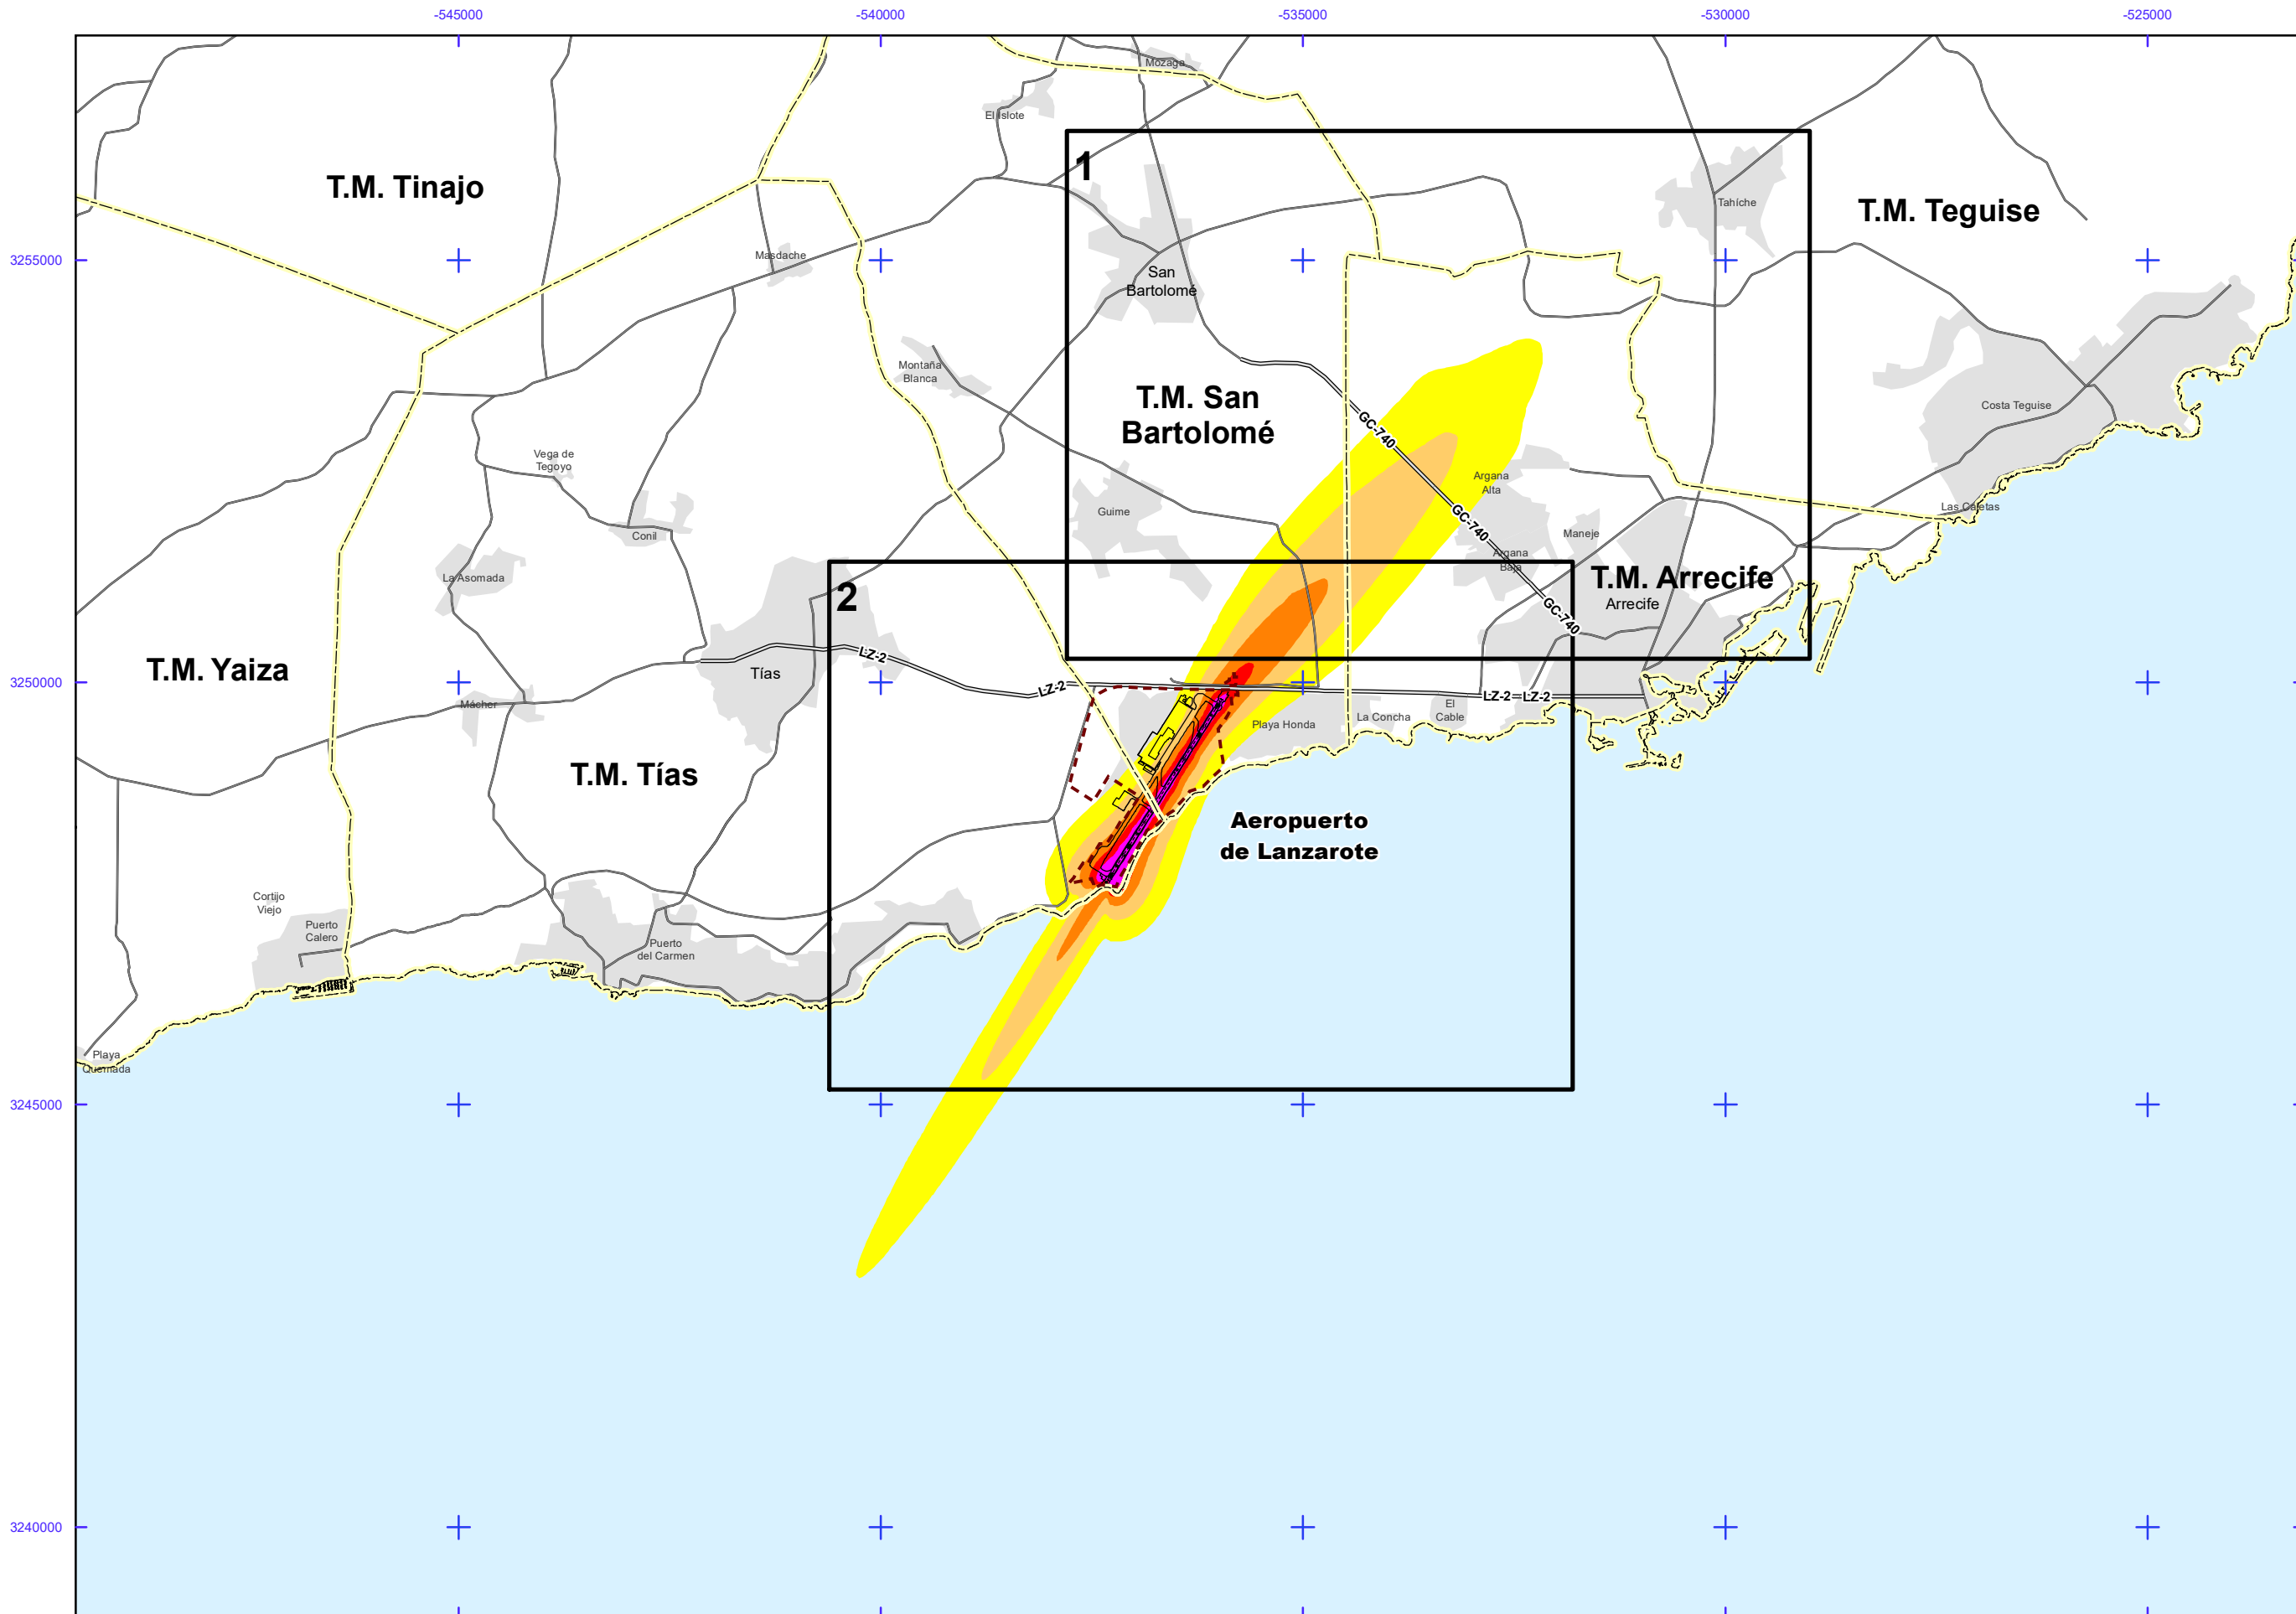 -545000
-540000
-535000
-530000
-525000
Mozaga
El Islote
1
T.M. Tinajo
Tahíche
T.M. Teguise
3255000
Masdache
San
Bartolomé
Montaña
Blanca
T.M. San
Bartolomé
GC-740
Costa Teguise
Vega de
Tegoyo
Argana
Alta
Guime
GC-740
Las Caletas
Conil
Maneje
Argana
Baja
La Asomada
T.M. Arrecife
2
Arrecife
GC-740
LZ-2
T.M. Yaiza
Tías
3250000
LZ-2
LZ-2
LZ-2
Mácher
El
Cable
La Concha
Playa Honda
T.M. Tías
Aeropuerto
de Lanzarote
Cortijo
Viejo
Puerto
Calero
Puerto
del Carmen
Playa
Quemada
3245000
3240000